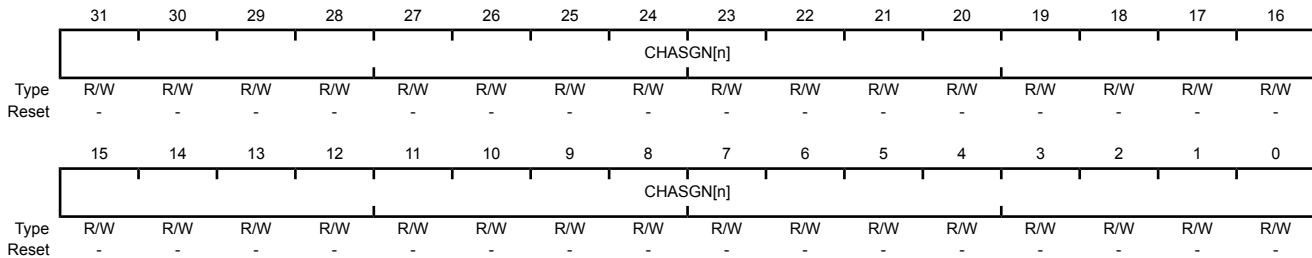 31 30 29 28 27 26 25 24 23 22 21 20 19 18 17 16
CHASGN[n]
Type R/W R/W R/W R/W R/W R/W R/W R/W R/W R/W R/W R/W R/W R/W R/W R/W
Reset - - - - - - - - - - - - - - - -
15 14 13 12 11 10 9 8 7 6 5 4 3 2 1 0
CHASGN[n]
Type R/W R/W R/W R/W R/W R/W R/W R/W R/W R/W R/W R/W R/W R/W R/W R/W
Reset - - - - - - - - - - - - - - - -